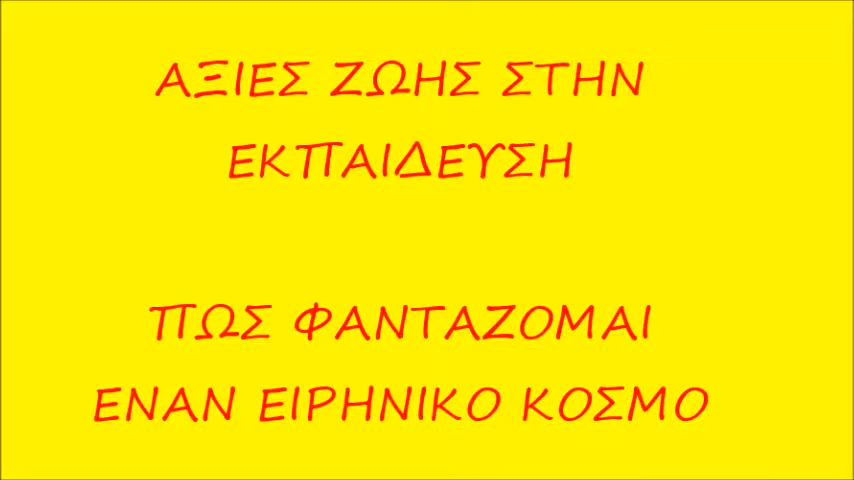 ΑΞΙΕΣ ΖΩΗΣ ΣΤΗΝ
ΕΚΠΑΙΔΕΥΣΗ
ΠΩΣ ΦΑΝΤΑΖΟΜΑΙ
ΕΝΑΝ ΕΙΡΗΝΙΚΟ ΚΟΣΜΟ